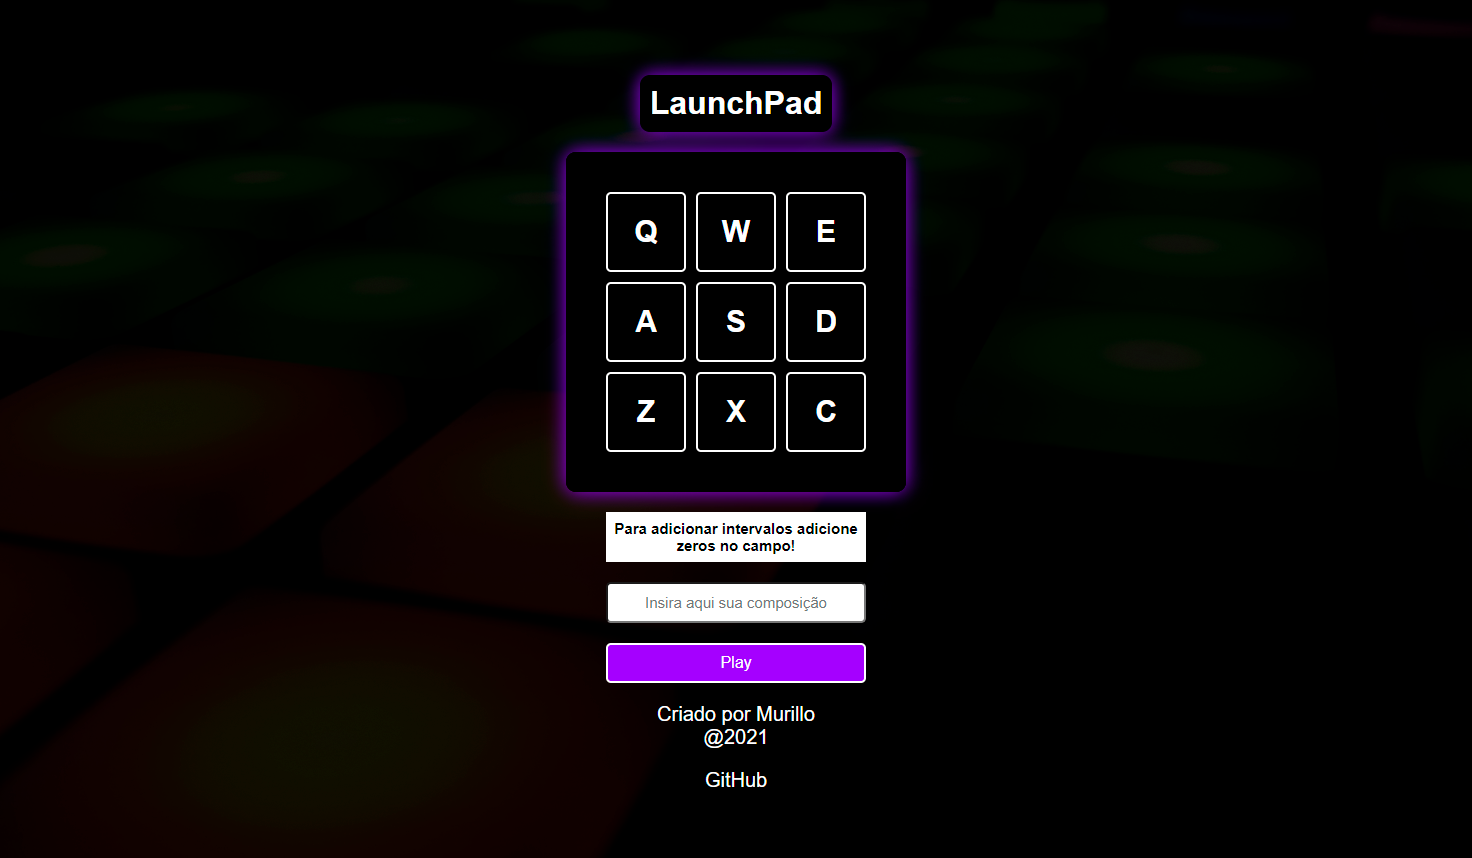 LaunchPad
Q W E
A S D
Z X C
Para adicionar intervalos adicione
zeros no campo!
Insira aqui sua composição
Play
Criado por Murillo
@2021
GitHub